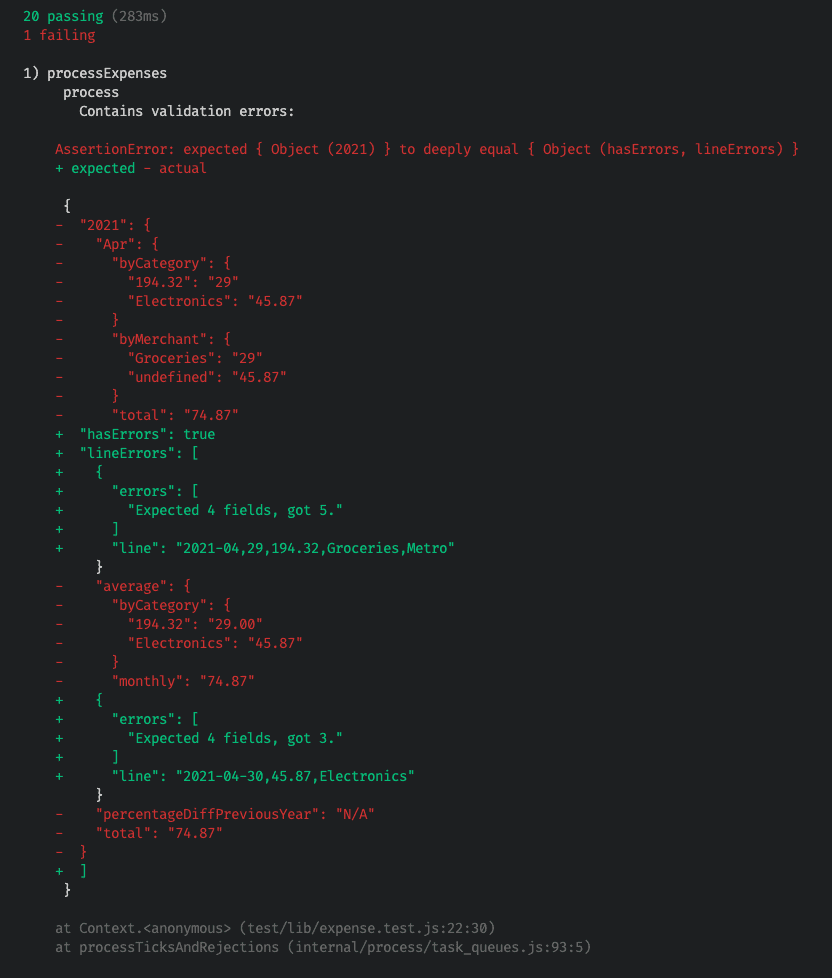 20 passing (283ms)
1 failing

1) processExpenses
     process
       Contains validation errors:

    AssertionError: expected { Object (2021) } to deeply equal { Object (hasErrors, lineErrors) }
    + expected - actual

     {
    -  "2021": {
    -    "Apr": {
    -      "byCategory": {
    -        "194.32": "29"
    -        "Electronics": "45.87"
    -      }
    -      "byMerchant": {
    -        "Groceries": "29"
    -        "undefined": "45.87"
    -      }
    -      "total": "74.87"
    +  "hasErrors": true
    +  "lineErrors": [
    +    {
    +      "errors": [
    +        "Expected 4 fields, got 5."
    +      ]
    +      "line": "2021-04,29,194.32,Groceries,Metro"
         }
    -    "average": {
    -      "byCategory": {
    -        "194.32": "29.00"
    -        "Electronics": "45.87"
    -      }
    -      "monthly": "74.87"
    +    {
    +      "errors": [
    +        "Expected 4 fields, got 3."
    +      ]
    +      "line": "2021-04-30,45.87,Electronics"
         }
    -    "percentageDiffPreviousYear": "N/A"
    -    "total": "74.87"
    -  }
    +  ]
     }

    at Context.<anonymous> (test/lib/expense.test.js:22:30)
    at processTicksAndRejections (internal/process/task_queues.js:93:5)